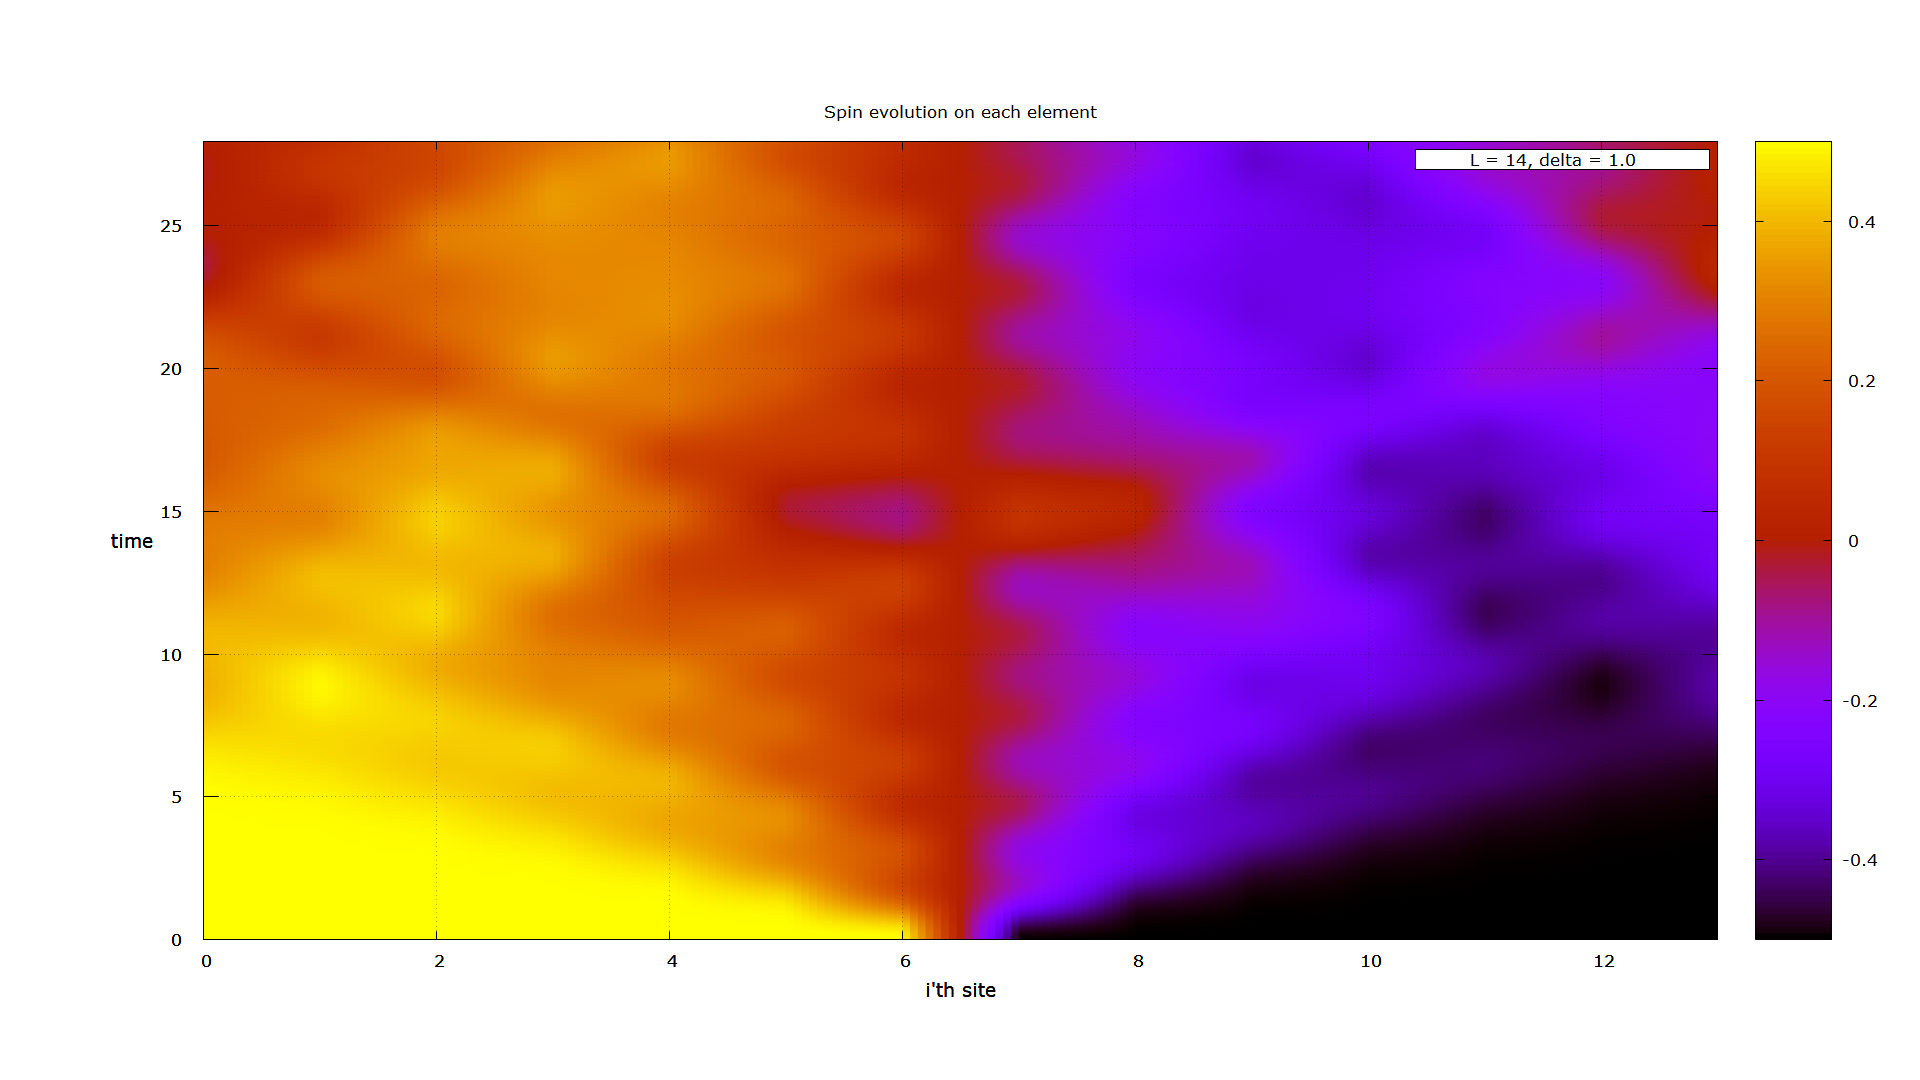 Spin evolution on each element
L = 14, delta = 1.0
25
20
15
10
5
0
time
0 2 4 6 8 10 12
i'th site
0.4
0.2
0
-0.2
-0.4